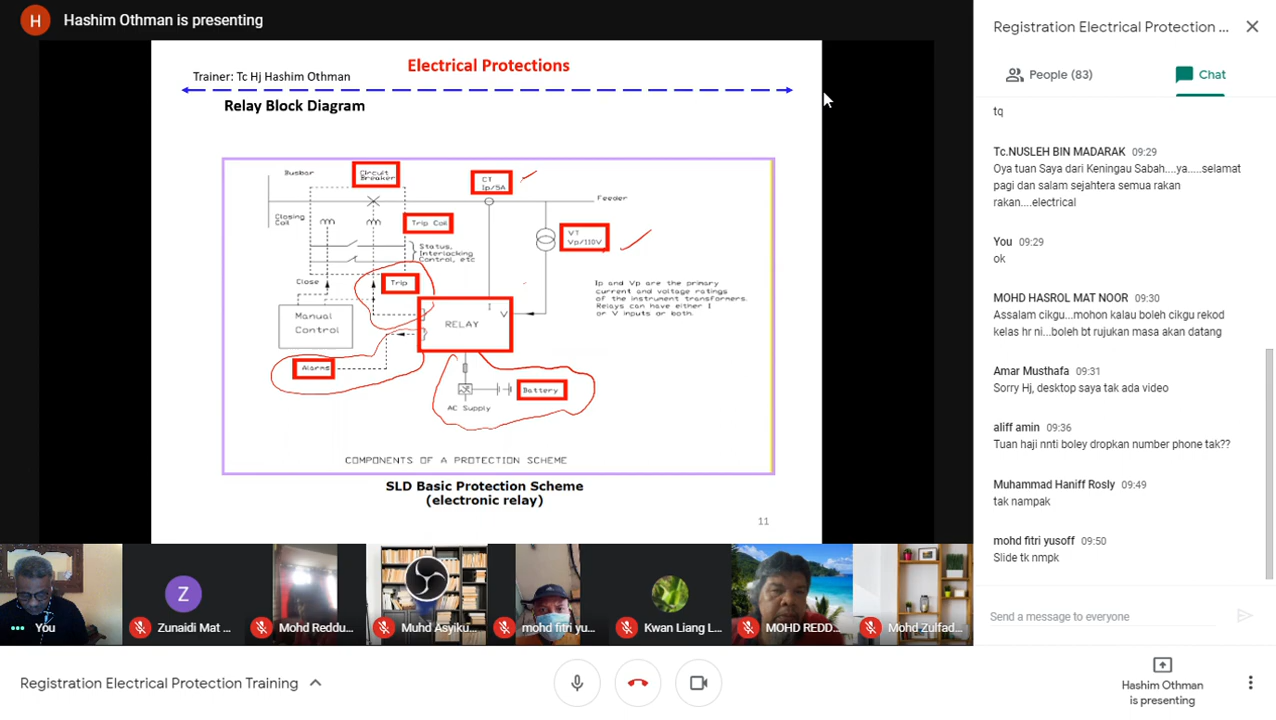 H
Hashim Othman is presenting
Trainer: Tc Hj Hashim Othman
Electrical Protections
Relay Block Diagram
Busbar
Circuit
Breaker
CT
Ip/5A
Feeder
Closing
Coil
Trip Coil
VT
Vp/110V
Status,
Interlocking
Control, etc
Close
Trip
Ip and Vp are the primary
current and voltage ratings
of the instrument transformers.
Relays can have either I
or V inputs or both.
I
V
RELAY
Manual
Control
Alarms
Battery
AC Supply
COMPONENTS OF A PROTECTION SCHEME
SLD Basic Protection Scheme
(electronic relay)
11
You
Z
Zunaidi Mat ...
Mohd Reddu...
Muhd Asyiku...
mohd fitri yu...
Kwan Liang L...
MOHD REDD...
Mohd Zulfad...
Registration Electrical Protection Training
Registration Electrical Protection ...
People (83)
Chat
tq
Tc.NUSLEH BIN MADARAK 09:29
Oya tuan Saya dari Keningau Sabah....ya.....selamat
pagi dan salam sejahtera semua rakan
rakan....electrical
You 09:29
ok
MOHD HASROL MAT NOOR 09:30
Assalam cikgu...mohon kalau boleh cikgu rekod
kelas hr ni...boleh bt rujukan masa akan datang
Amar Musthafa 09:31
Sorry Hj, desktop saya tak ada video
aliff amin 09:36
Tuan haji nnti boley dropkan number phone tak??
Muhammad Haniff Rosly 09:49
tak nampak
mohd fitri yusoff 09:50
Slide tk nmpk
Send a message to everyone
Hashim Othman
is presenting